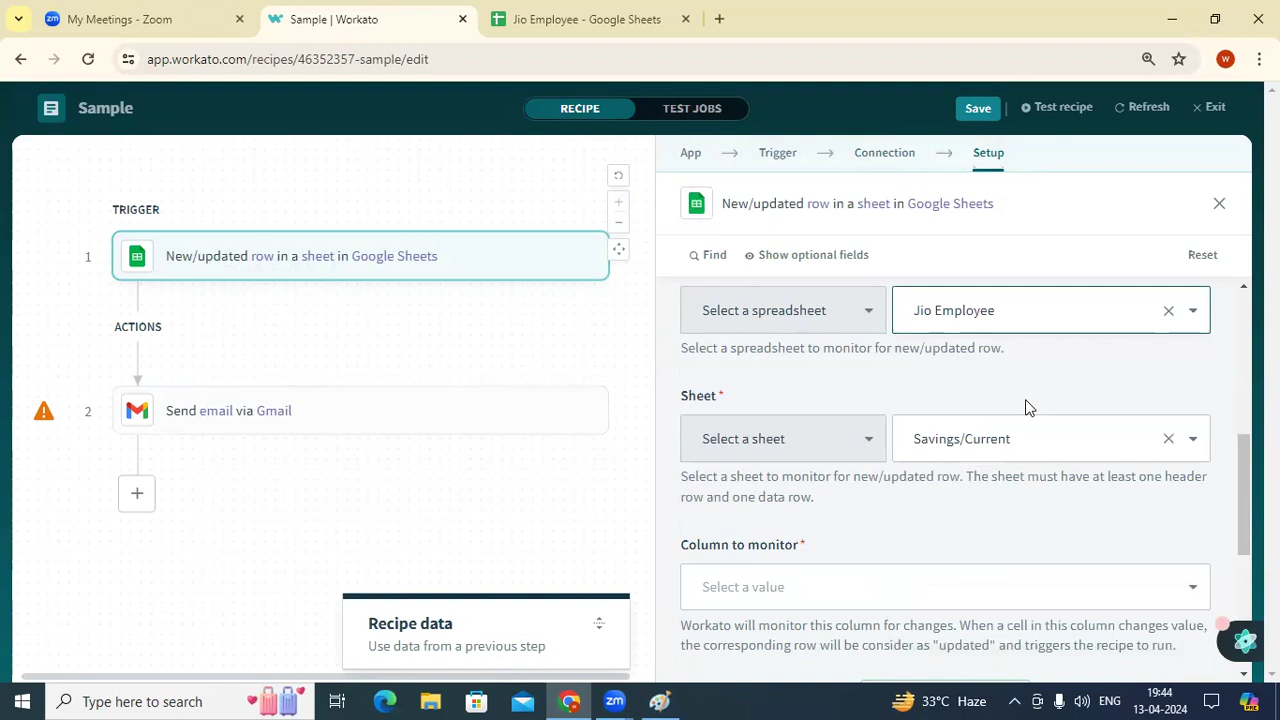 My Meetings - Zoom
Sample | Workato
Jio Employee - Google Sheets
app.workato.com/recipes/46352357-sample/edit
W
Sample
RECIPE
TEST JOBS
Save
Test recipe
Refresh
Exit
App
Trigger
Connection
Setup
New/updated row in a sheet in Google Sheets
Find
Show optional fields
Reset
TRIGGER
1
New/updated row in a sheet in Google Sheets
ACTIONS
2
Send email via Gmail
Recipe data
Use data from a previous step
Select a spreadsheet
Jio Employee
Select a spreadsheet to monitor for new/updated row.
Sheet *
Select a sheet
Savings/Current
Select a sheet to monitor for new/updated row. The sheet must have at least one header
row and one data row.
Column to monitor*
Select a value
Workato will monitor this column for changes. When a cell in this column changes value,
the corresponding row will be consider as "updated" and triggers the recipe to run.
Type here to search
33°C Haze
ENG
19:44
13-04-2024